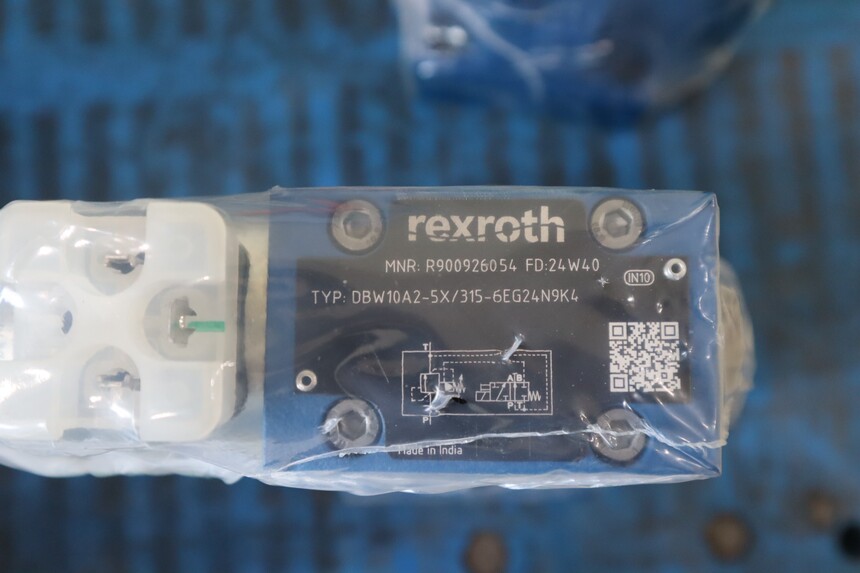 rexroth
MNR: R900926054 FD:24W40
IN10
TYP: DBW10A2-5X/315-6EG24N9K4
T
A B
P T
P
Made in India